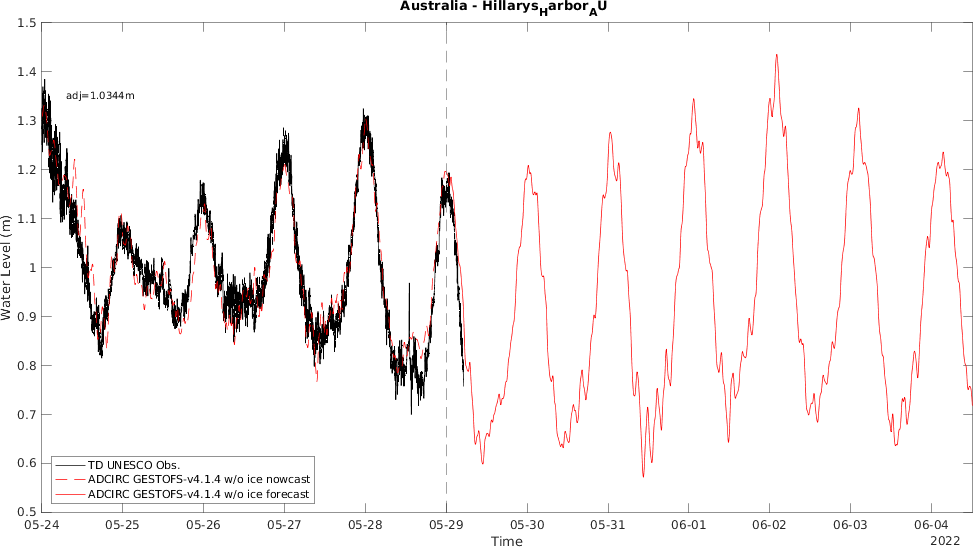 Australia - Hillarys_Harbor_AU
1.5
1.4
adj=1.0344m
1.3
1.2
1.1
1
0.9
0.8
0.7
0.6
0.5
Water Level (m)
TD UNESCO Obs.
ADCIRC GESTOFS-v4.1.4 w/o ice nowcast
ADCIRC GESTOFS-v4.1.4 w/o ice forecast
05-24 05-25 05-26 05-27 05-28 05-29 05-30 05-31 06-01 06-02 06-03 06-04
Time
2022